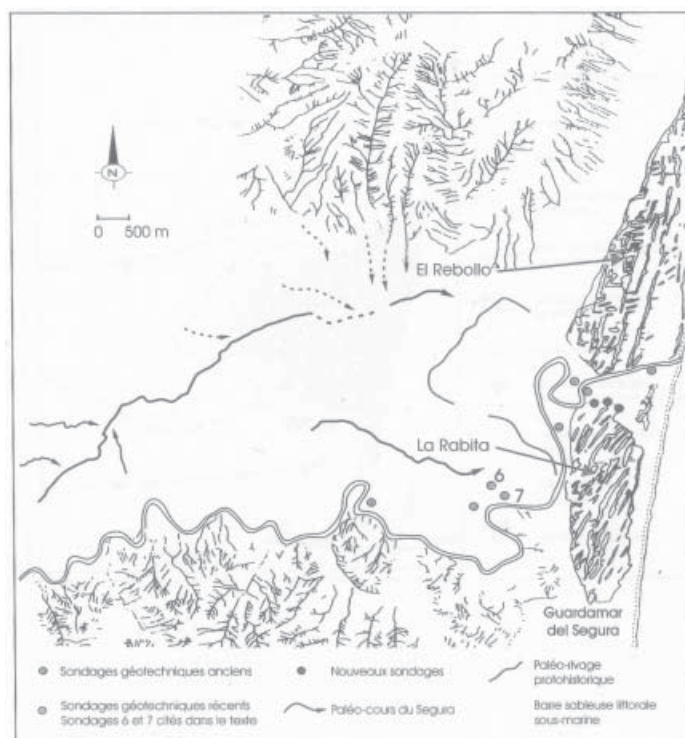 N
0 500 m
El Rebollo
La Rabita
6
7
Guardamar
del Segura
Sondages géotechniques anciens
Nouveaux sondages
Paléo-rivage
protohistorique
Sondages géotechniques récents
Sondages 6 et 7 cités dans le texte
Paléo-cours du Segura
Barre sableuse littorale
sous-marine